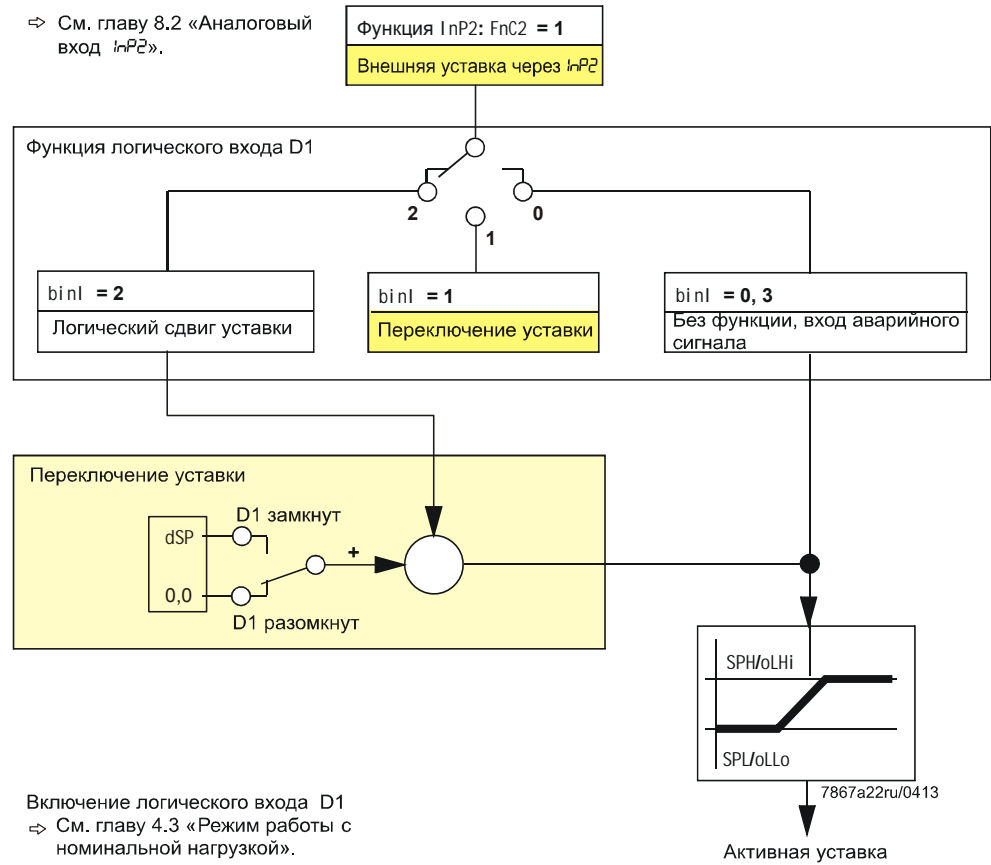 ⇨ См. главу 8.2 «Аналоговый
вход InP2».
Функция InP2: FnC2 = 1
Внешняя уставка через InP2
Функция логического входа D1
2
0
1
binI = 2
Логический сдвиг уставки
binI = 1
Переключение уставки
binI = 0, 3
Без функции, вход аварийного
сигнала
Переключение уставки
D1 замкнут
dSP
+
0,0
D1 разомкнут
SPH/oLHi
SPL/oLLo
7867a22ru/0413
Включение логического входа D1
⇨ См. главу 4.3 «Режим работы с
номинальной нагрузкой».
Активная уставка